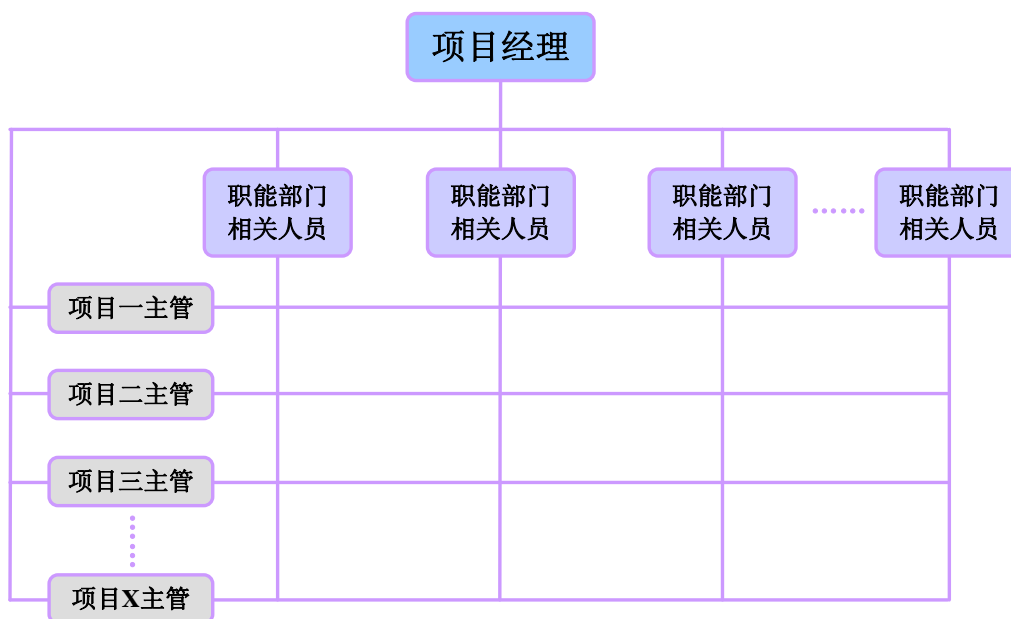 项目经理
职能部门
相关人员
职能部门
相关人员
职能部门
相关人员
职能部门
相关人员
项目一主管
项目二主管
项目三主管
项目X主管